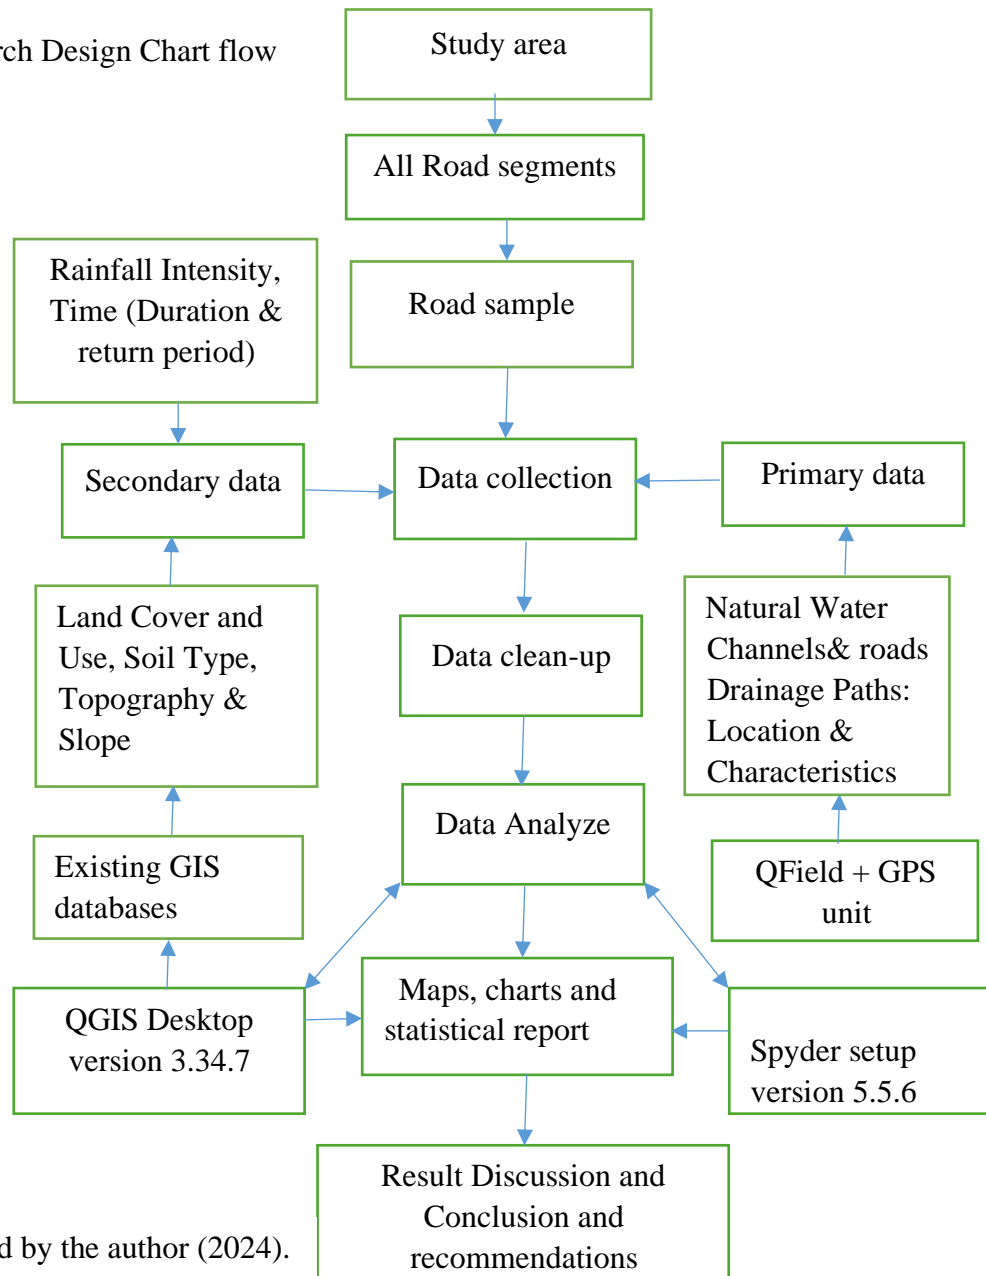 rch Design Chart flow
Study area
All Road segments
Rainfall Intensity,
Time (Duration &
return period)
Road sample
Secondary data
Data collection
Primary data
Land Cover and
Use, Soil Type,
Topography &
Slope
Data clean-up
Natural Water
Channels& roads
Drainage Paths:
Location &
Characteristics
Data Analyze
Existing GIS
databases
QField + GPS
unit
QGIS Desktop
version 3.34.7
Maps, charts and
statistical report
Spyder setup
version 5.5.6
Result Discussion and
Conclusion and
recommendations
d by the author (2024).